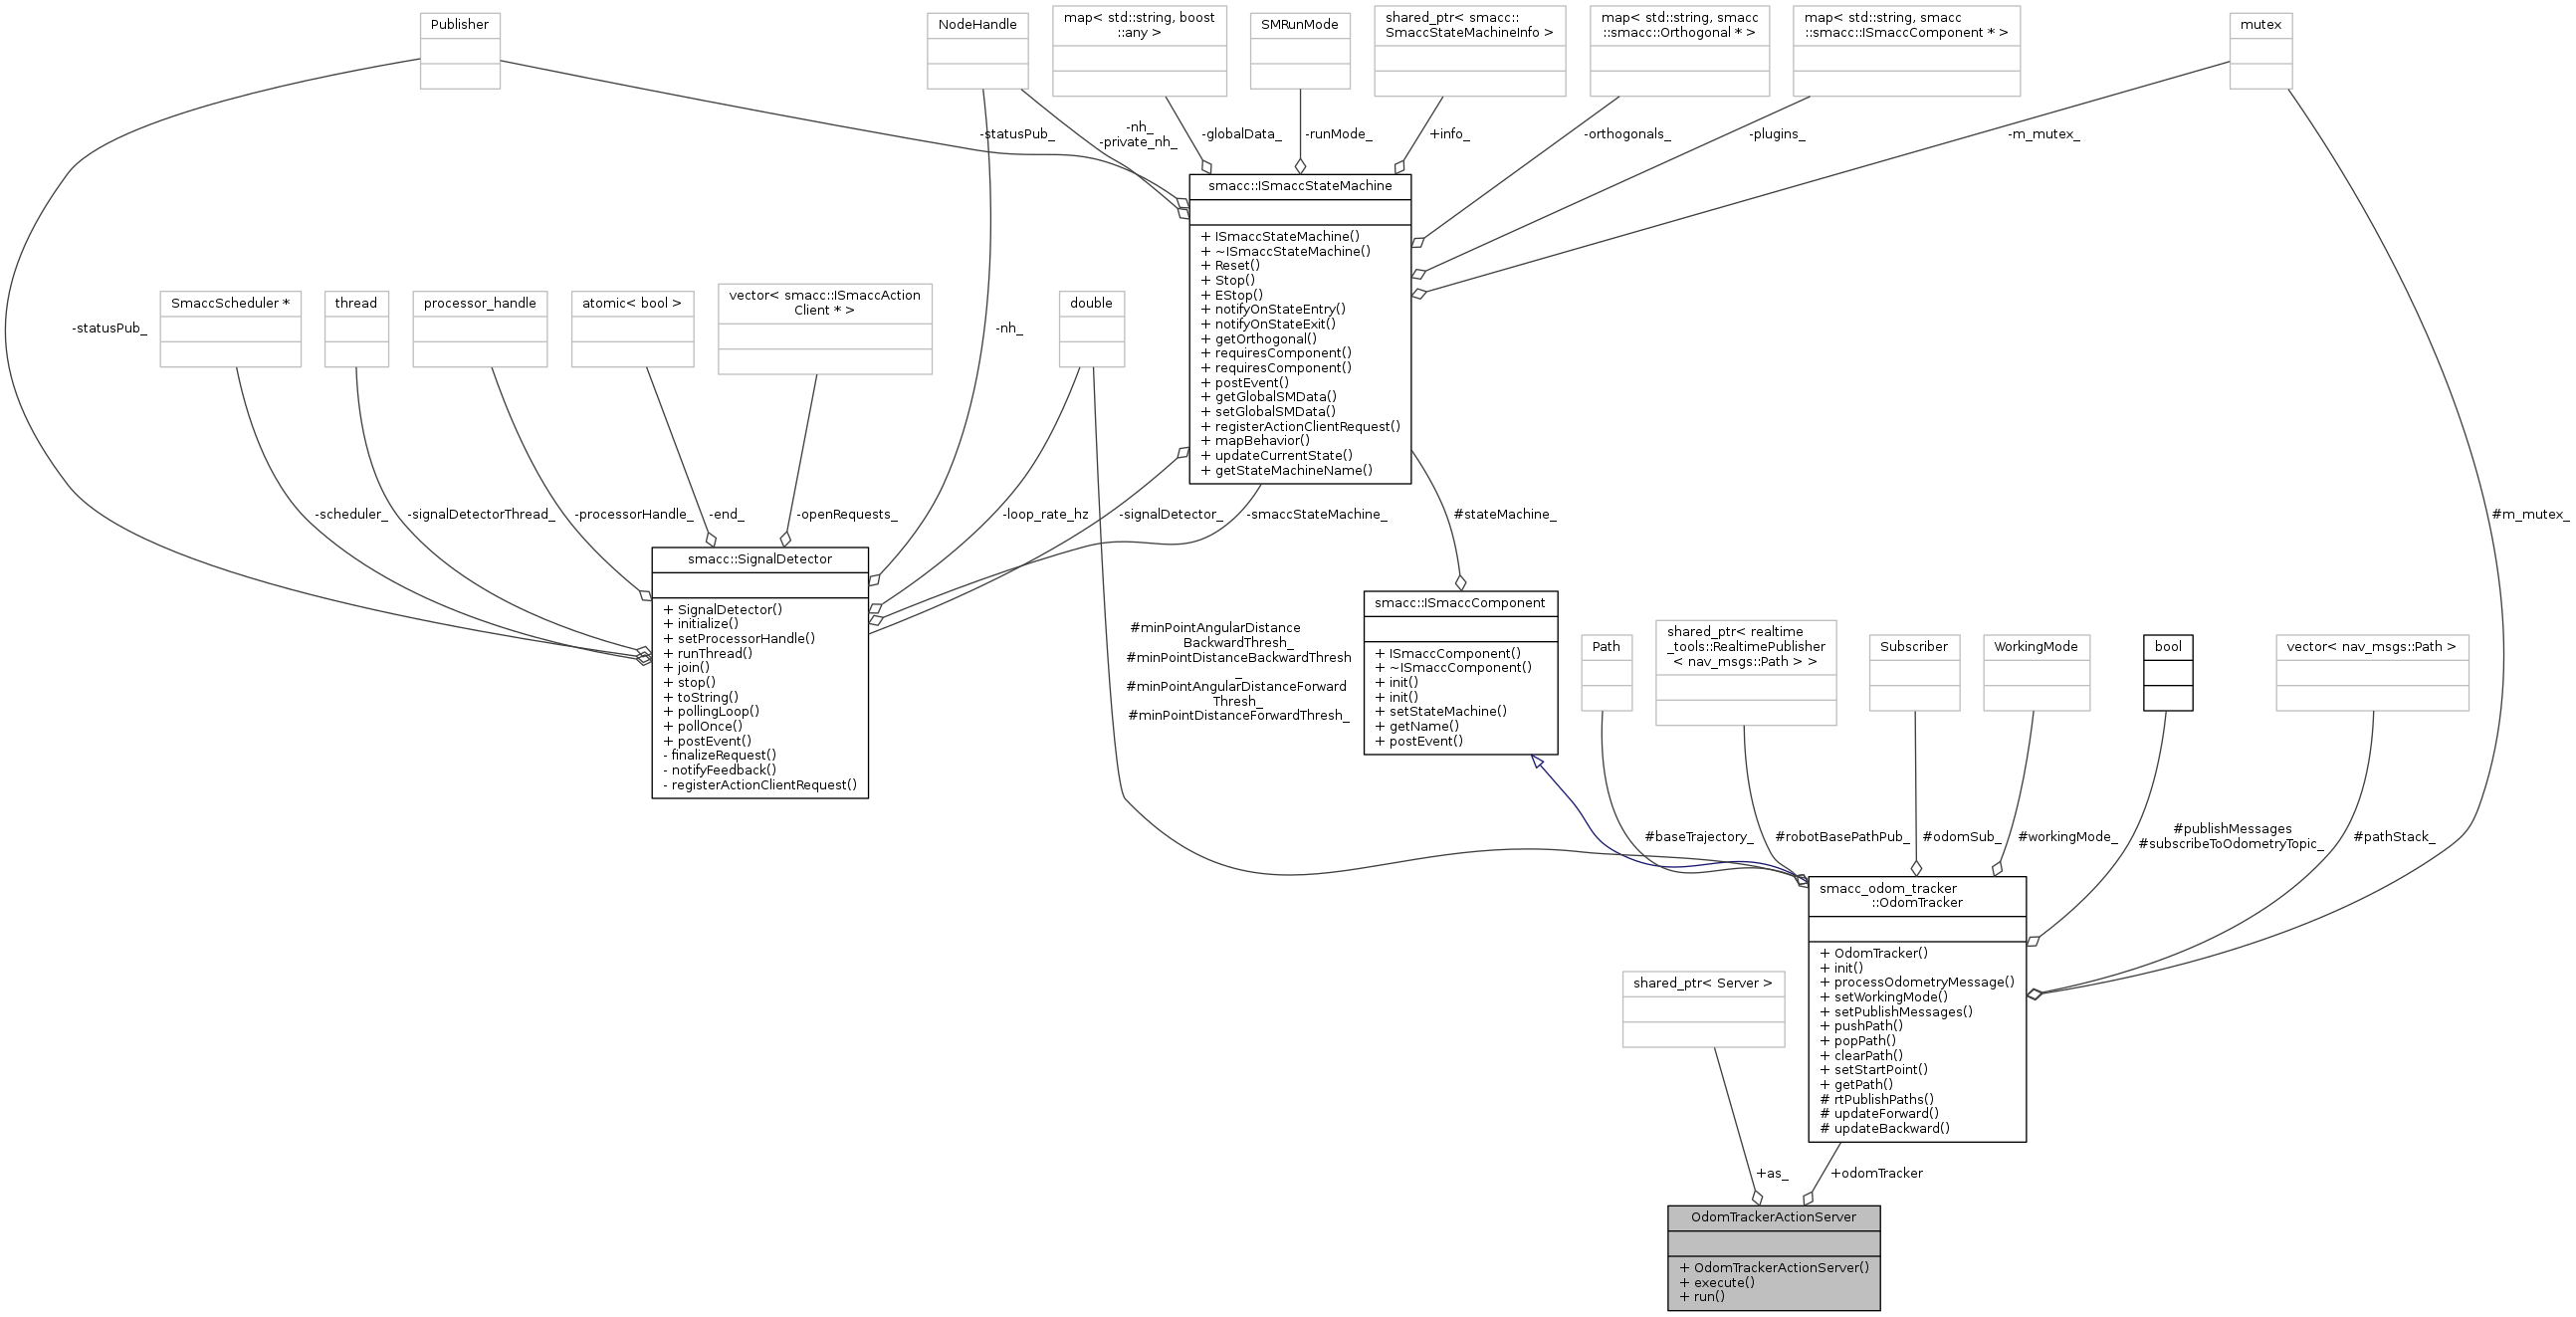 Publisher
NodeHandle
map< std::string, boost
::any >
SMRunMode
shared_ptr< smacc::
SmaccStateMachineInfo >
map< std::string, smacc
::smacc::Orthogonal * >
map< std::string, smacc
::smacc::ISmaccComponent * >
mutex
-statusPub_
-nh_
-private_nh_
-globalData_
-runMode_
+info_
-orthogonals_
-plugins_
-m_mutex_
smacc::ISmaccStateMachine
+ ISmaccStateMachine()
+ ~ISmaccStateMachine()
+ Reset()
+ Stop()
+ EStop()
+ notifyOnStateEntry()
+ notifyOnStateExit()
+ getOrthogonal()
+ requiresComponent()
+ requiresComponent()
+ postEvent()
+ getGlobalSMData()
+ setGlobalSMData()
+ registerActionClientRequest()
+ mapBehavior()
+ updateCurrentState()
+ getStateMachineName()
-statusPub_
SmaccScheduler *
thread
processor_handle
atomic< bool >
vector< smacc::ISmaccAction
Client * >
-nh_
double
-scheduler_
-signalDetectorThread_
-processorHandle_
-end_
-openRequests_
-loop_rate_hz
-signalDetector_
-smaccStateMachine_
#stateMachine_
#m_mutex_
smacc::SignalDetector
+ SignalDetector()
+ initialize()
+ setProcessorHandle()
+ runThread()
+ join()
+ stop()
+ toString()
+ pollingLoop()
+ pollOnce()
+ postEvent()
- finalizeRequest()
- notifyFeedback()
- registerActionClientRequest()
#minPointAngularDistance
BackwardThresh_
#minPointDistanceBackwardThresh
_
#minPointAngularDistanceForward
Thresh_
#minPointDistanceForwardThresh_
smacc::ISmaccComponent
+ ISmaccComponent()
+ ~ISmaccComponent()
+ init()
+ init()
+ setStateMachine()
+ getName()
+ postEvent()
Path
shared_ptr< realtime
_tools::RealtimePublisher
< nav_msgs::Path > >
Subscriber
WorkingMode
bool
vector< nav_msgs::Path >
#baseTrajectory_
#robotBasePathPub_
#odomSub_
#workingMode_
#publishMessages
#subscribeToOdometryTopic_
#pathStack_
smacc_odom_tracker
::OdomTracker
+ OdomTracker()
+ init()
+ processOdometryMessage()
+ setWorkingMode()
+ setPublishMessages()
+ pushPath()
+ popPath()
+ clearPath()
+ setStartPoint()
+ getPath()
# rtPublishPaths()
# updateForward()
# updateBackward()
shared_ptr< Server >
+as_
+odomTracker
OdomTrackerActionServer
+ OdomTrackerActionServer()
+ execute()
+ run()